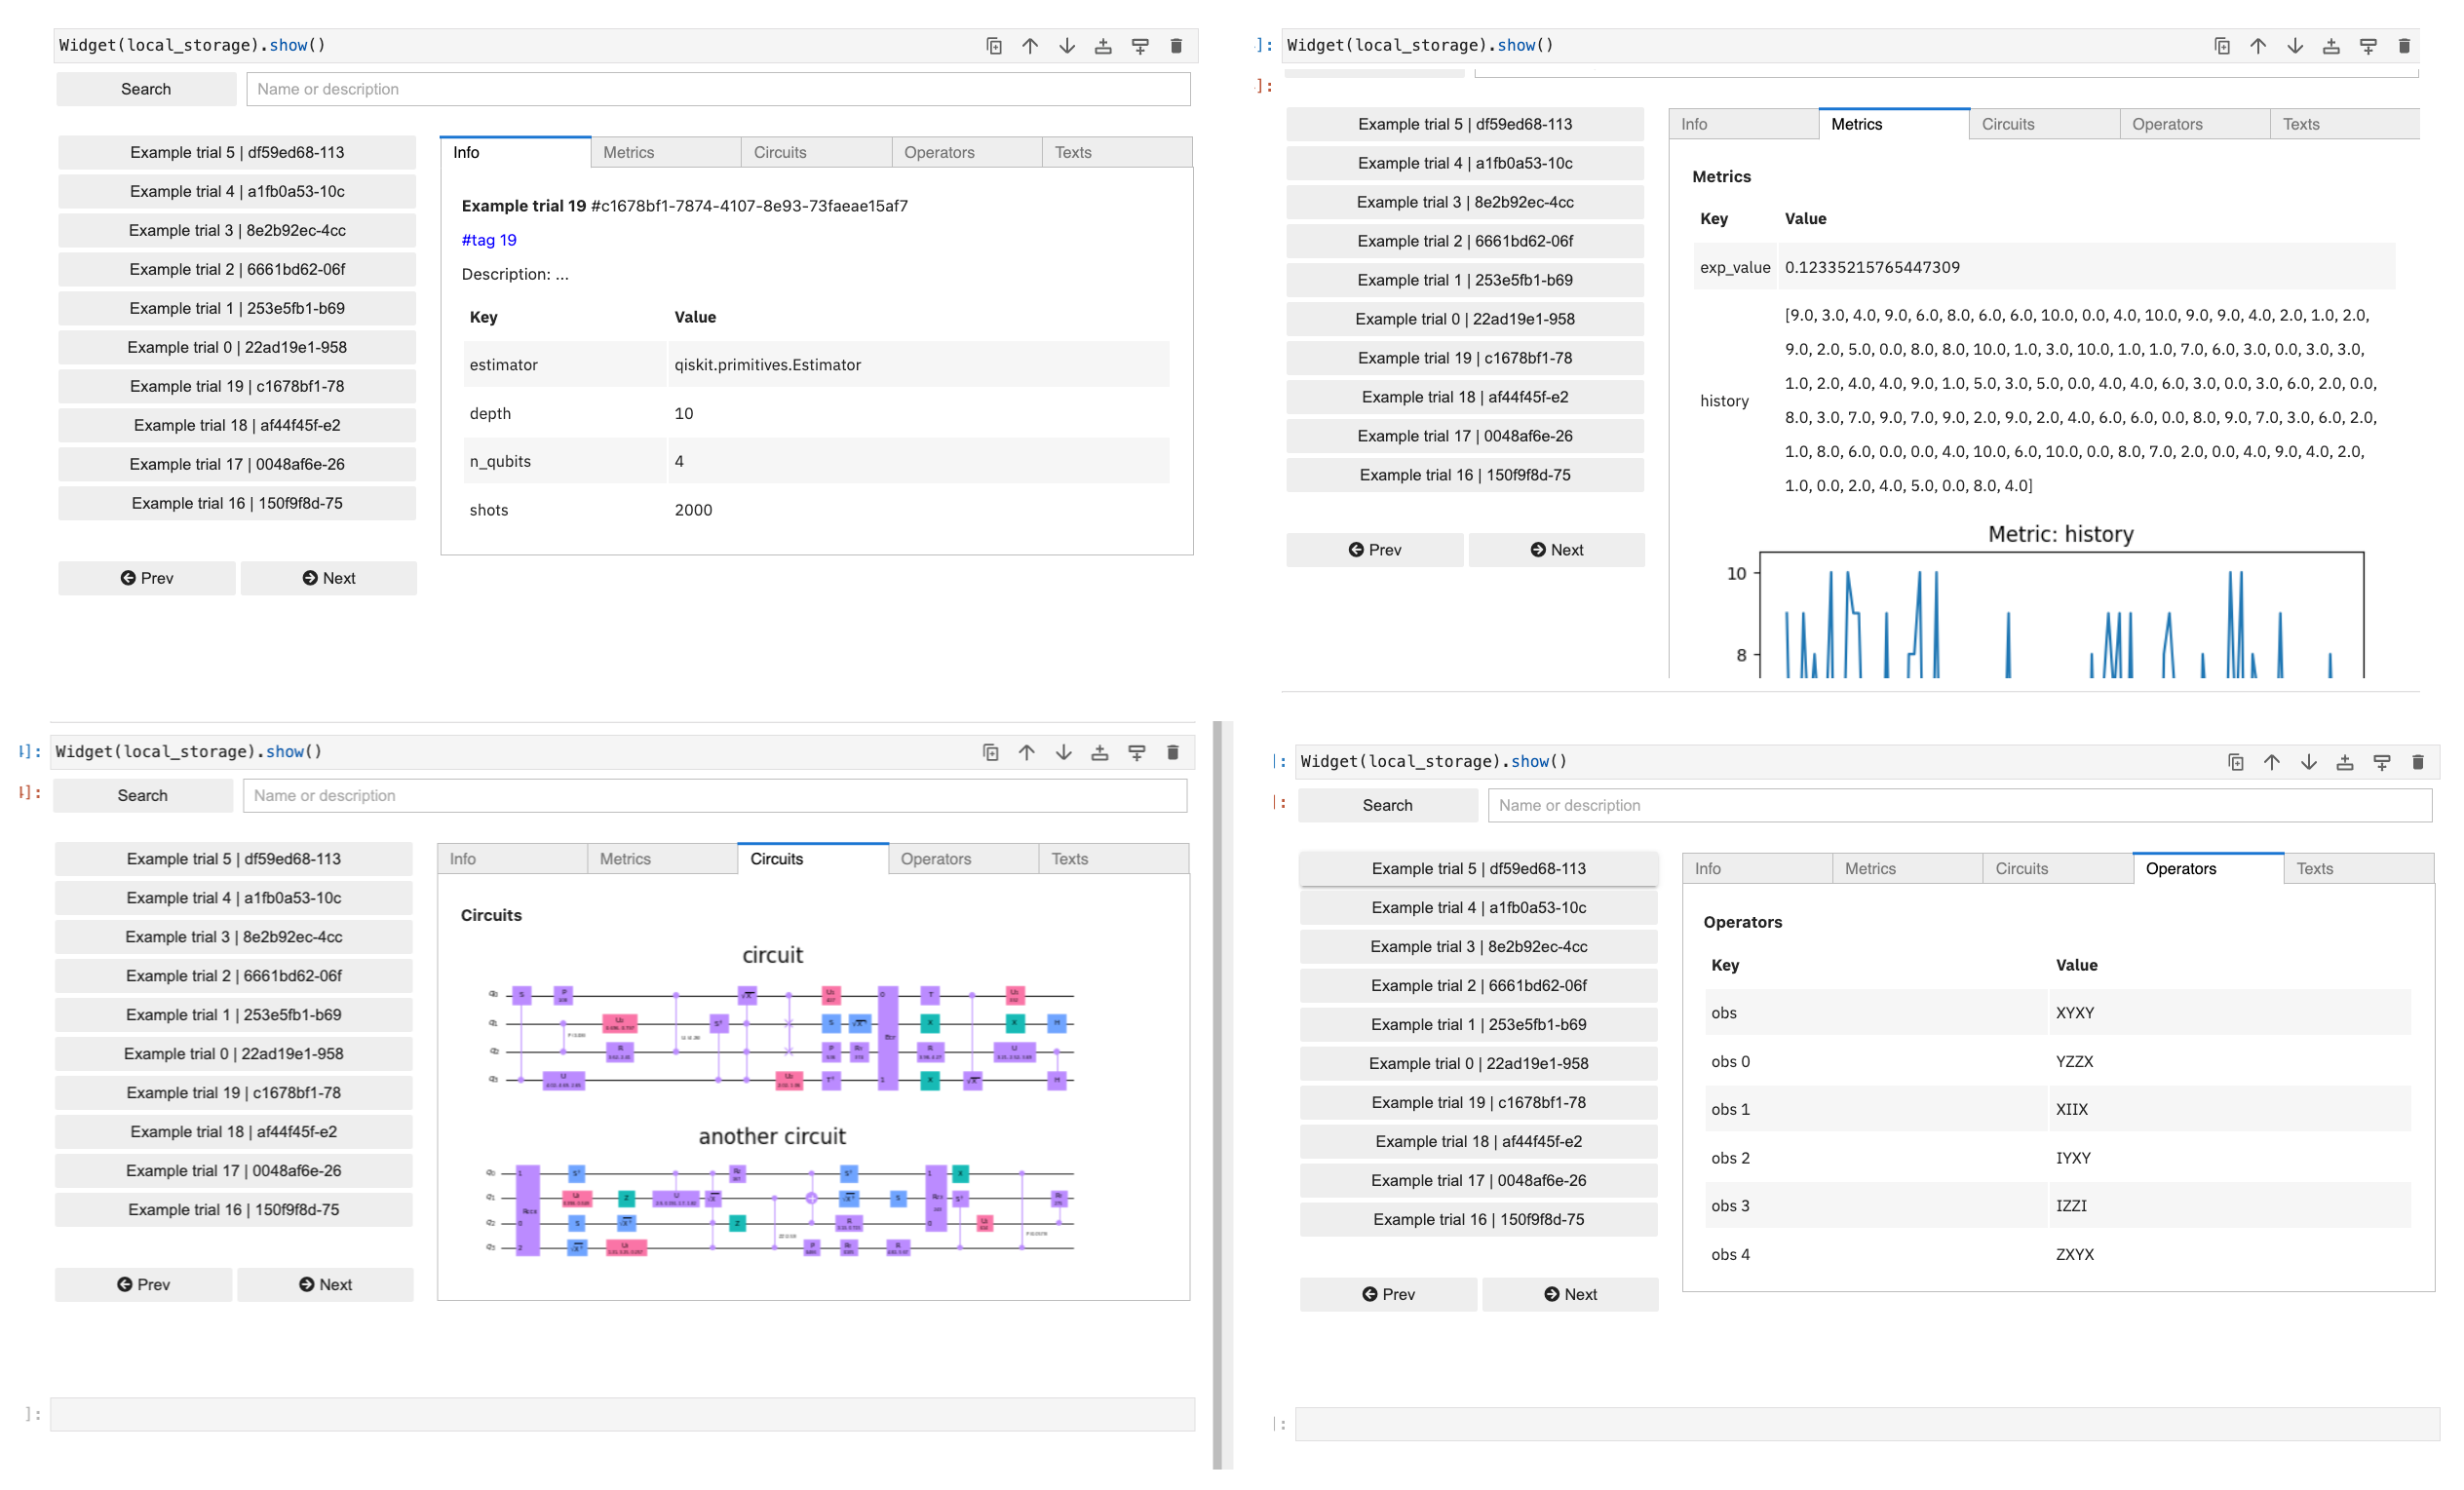 Widget(local_storage).show()
Search
Name or description
Example trial 5 | df59ed68-113
Example trial 4 | a1fb0a53-10c
Example trial 3 | 8e2b92ec-4cc
Example trial 2 | 6661bd62-06f
Example trial 1 | 253e5fb1-b69
Example trial 0 | 22ad19e1-958
Example trial 19 | c1678bf1-78
Example trial 18 | af44f45f-e2
Example trial 17 | 0048af6e-26
Example trial 16 | 150f9f8d-75
Prev
Next
Info
Metrics
Circuits
Operators
Texts
Example trial 19 #c1678bf1-7874-4107-8e93-73faeae15af7
#tag 19
Description: ...
Key Value
estimator qiskit.primitives.Estimator
depth 10
n_qubits 4
shots 2000
]: Widget(local_storage).show()
]:
Example trial 5 | df59ed68-113
Example trial 4 | a1fb0a53-10c
Example trial 3 | 8e2b92ec-4cc
Example trial 2 | 6661bd62-06f
Example trial 1 | 253e5fb1-b69
Example trial 0 | 22ad19e1-958
Example trial 19 | c1678bf1-78
Example trial 18 | af44f45f-e2
Example trial 17 | 0048af6e-26
Example trial 16 | 150f9f8d-75
Prev
Next
Info
Metrics
Circuits
Operators
Texts
Metrics
Key Value
exp_value 0.12335215765447309
history
[9.0, 3.0, 4.0, 9.0, 6.0, 8.0, 6.0, 6.0, 10.0, 0.0, 4.0, 10.0, 9.0, 9.0, 4.0, 2.0, 1.0, 2.0,
9.0, 2.0, 5.0, 0.0, 8.0, 8.0, 10.0, 1.0, 3.0, 10.0, 1.0, 1.0, 7.0, 6.0, 3.0, 0.0, 3.0, 3.0,
1.0, 2.0, 4.0, 4.0, 9.0, 1.0, 5.0, 3.0, 5.0, 0.0, 4.0, 4.0, 6.0, 3.0, 0.0, 3.0, 6.0, 2.0, 0.0,
8.0, 3.0, 7.0, 9.0, 7.0, 9.0, 2.0, 9.0, 2.0, 4.0, 6.0, 6.0, 0.0, 8.0, 9.0, 7.0, 3.0, 6.0, 2.0,
1.0, 8.0, 6.0, 0.0, 0.0, 4.0, 10.0, 6.0, 10.0, 0.0, 8.0, 7.0, 2.0, 0.0, 4.0, 9.0, 4.0, 2.0,
1.0, 0.0, 2.0, 4.0, 5.0, 0.0, 8.0, 4.0]
Metric: history
10
8
4]: Widget(local_storage).show()
4]:
Search
Name or description
Example trial 5 | df59ed68-113
Example trial 4 | a1fb0a53-10c
Example trial 3 | 8e2b92ec-4cc
Example trial 2 | 6661bd62-06f
Example trial 1 | 253e5fb1-b69
Example trial 0 | 22ad19e1-958
Example trial 19 | c1678bf1-78
Example trial 18 | af44f45f-e2
Example trial 17 | 0048af6e-26
Example trial 16 | 150f9f8d-75
Prev
Next
Info
Metrics
Circuits
Operators
Texts
Circuits
circuit
another circuit
]:
]: Widget(local_storage).show()
]:
Search
Name or description
Example trial 5 | df59ed68-113
Example trial 4 | a1fb0a53-10c
Example trial 3 | 8e2b92ec-4cc
Example trial 2 | 6661bd62-06f
Example trial 1 | 253e5fb1-b69
Example trial 0 | 22ad19e1-958
Example trial 19 | c1678bf1-78
Example trial 18 | af44f45f-e2
Example trial 17 | 0048af6e-26
Example trial 16 | 150f9f8d-75
Prev
Next
Info
Metrics
Circuits
Operators
Texts
Operators
Key Value
obs XYXY
obs 0 YZZX
obs 1 XIIX
obs 2 IYXY
obs 3 IZZI
obs 4 ZXYX
]: